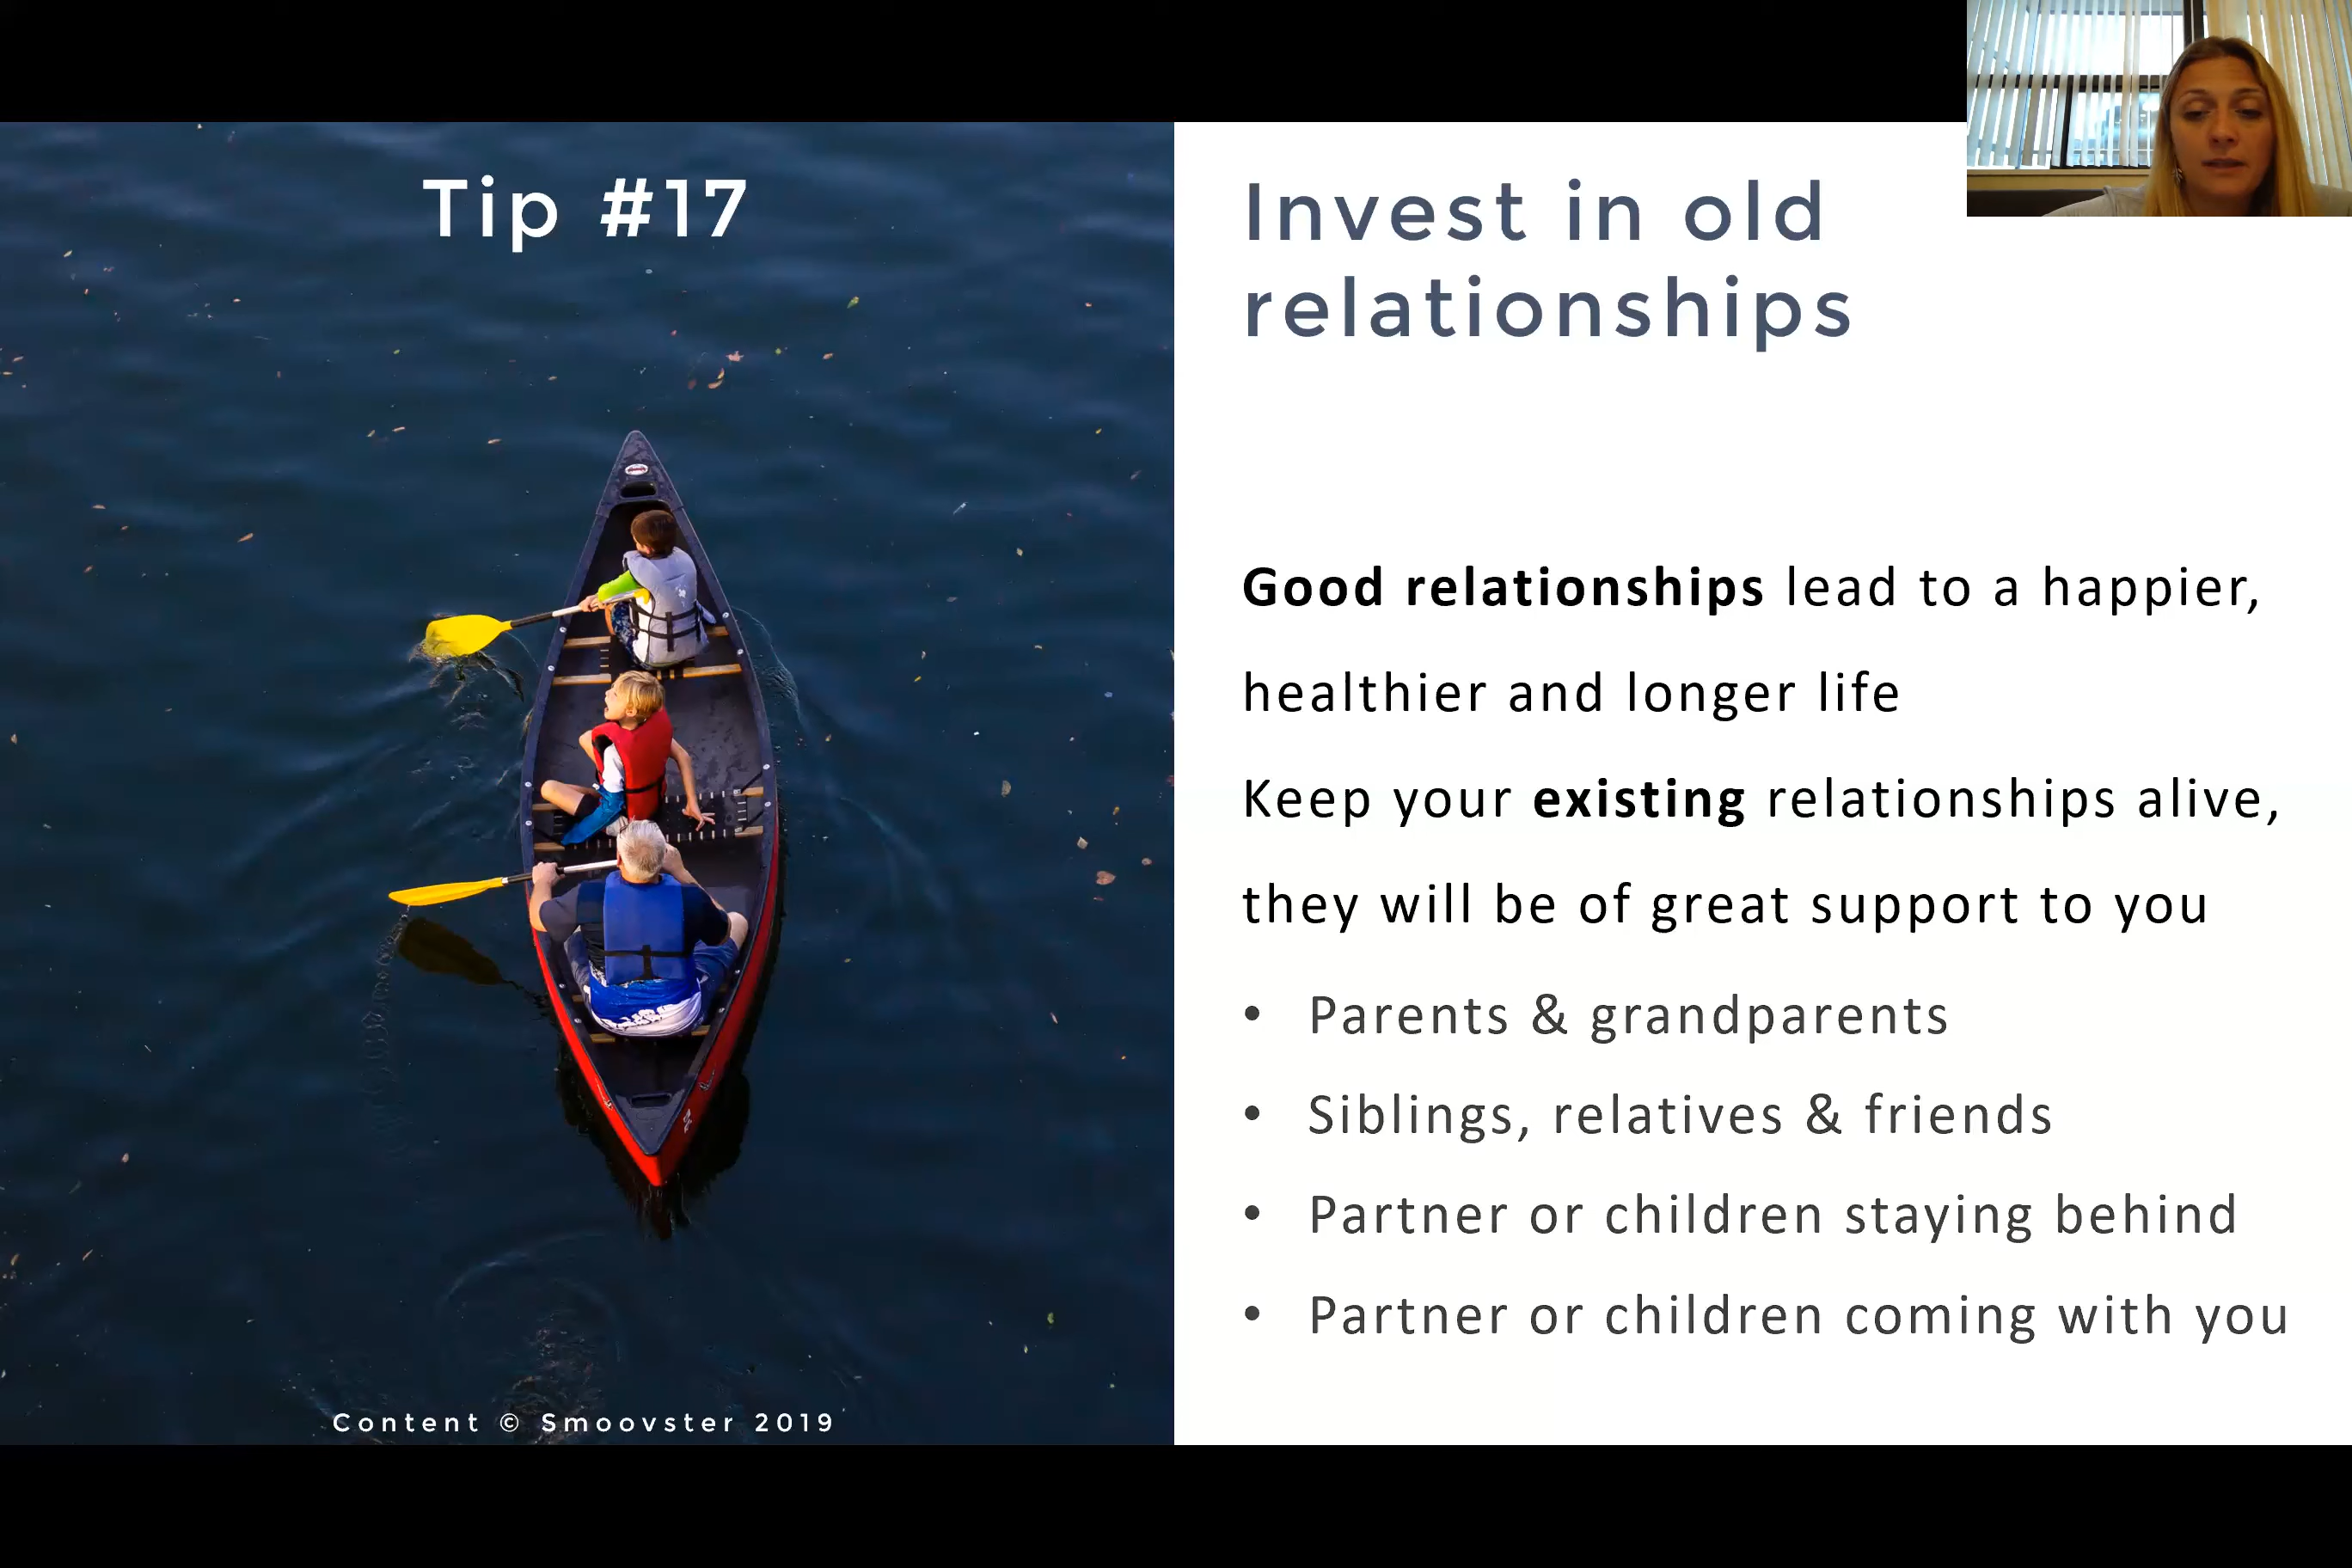 Tip #17
Invest in old
relationships
Good relationships lead to a happier,
healthier and longer life
Keep your existing relationships alive,
they will be of great support to you
• Parents & grandparents
• Siblings, relatives & friends
• Partner or children staying behind
• Partner or children coming with you
Content © Smoovster 2019